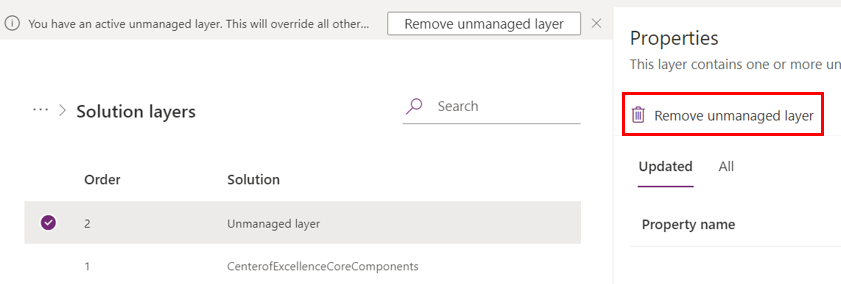 You have an active unmanaged layer. This will override all other...
Remove unmanaged layer
... > Solution layers
Search
Order Solution
2 Unmanaged layer
1 CenterofExcellenceCoreComponents
Properties
This layer contains one or more un
Remove unmanaged layer
Updated All
Property name